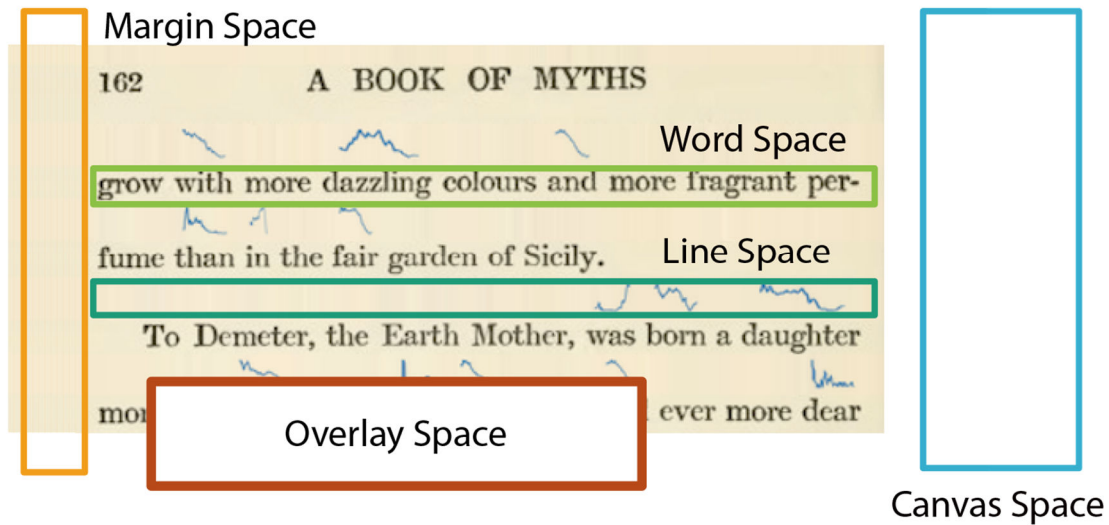 Margin Space
162 A BOOK OF MYTHS
Word Space
grow with more dazzling colours and more fragrant per-
fume than in the fair garden of Sicily.
Line Space
To Demeter, the Earth Mother, was born a daughter
ever more dear
Overlay Space
Canvas Space